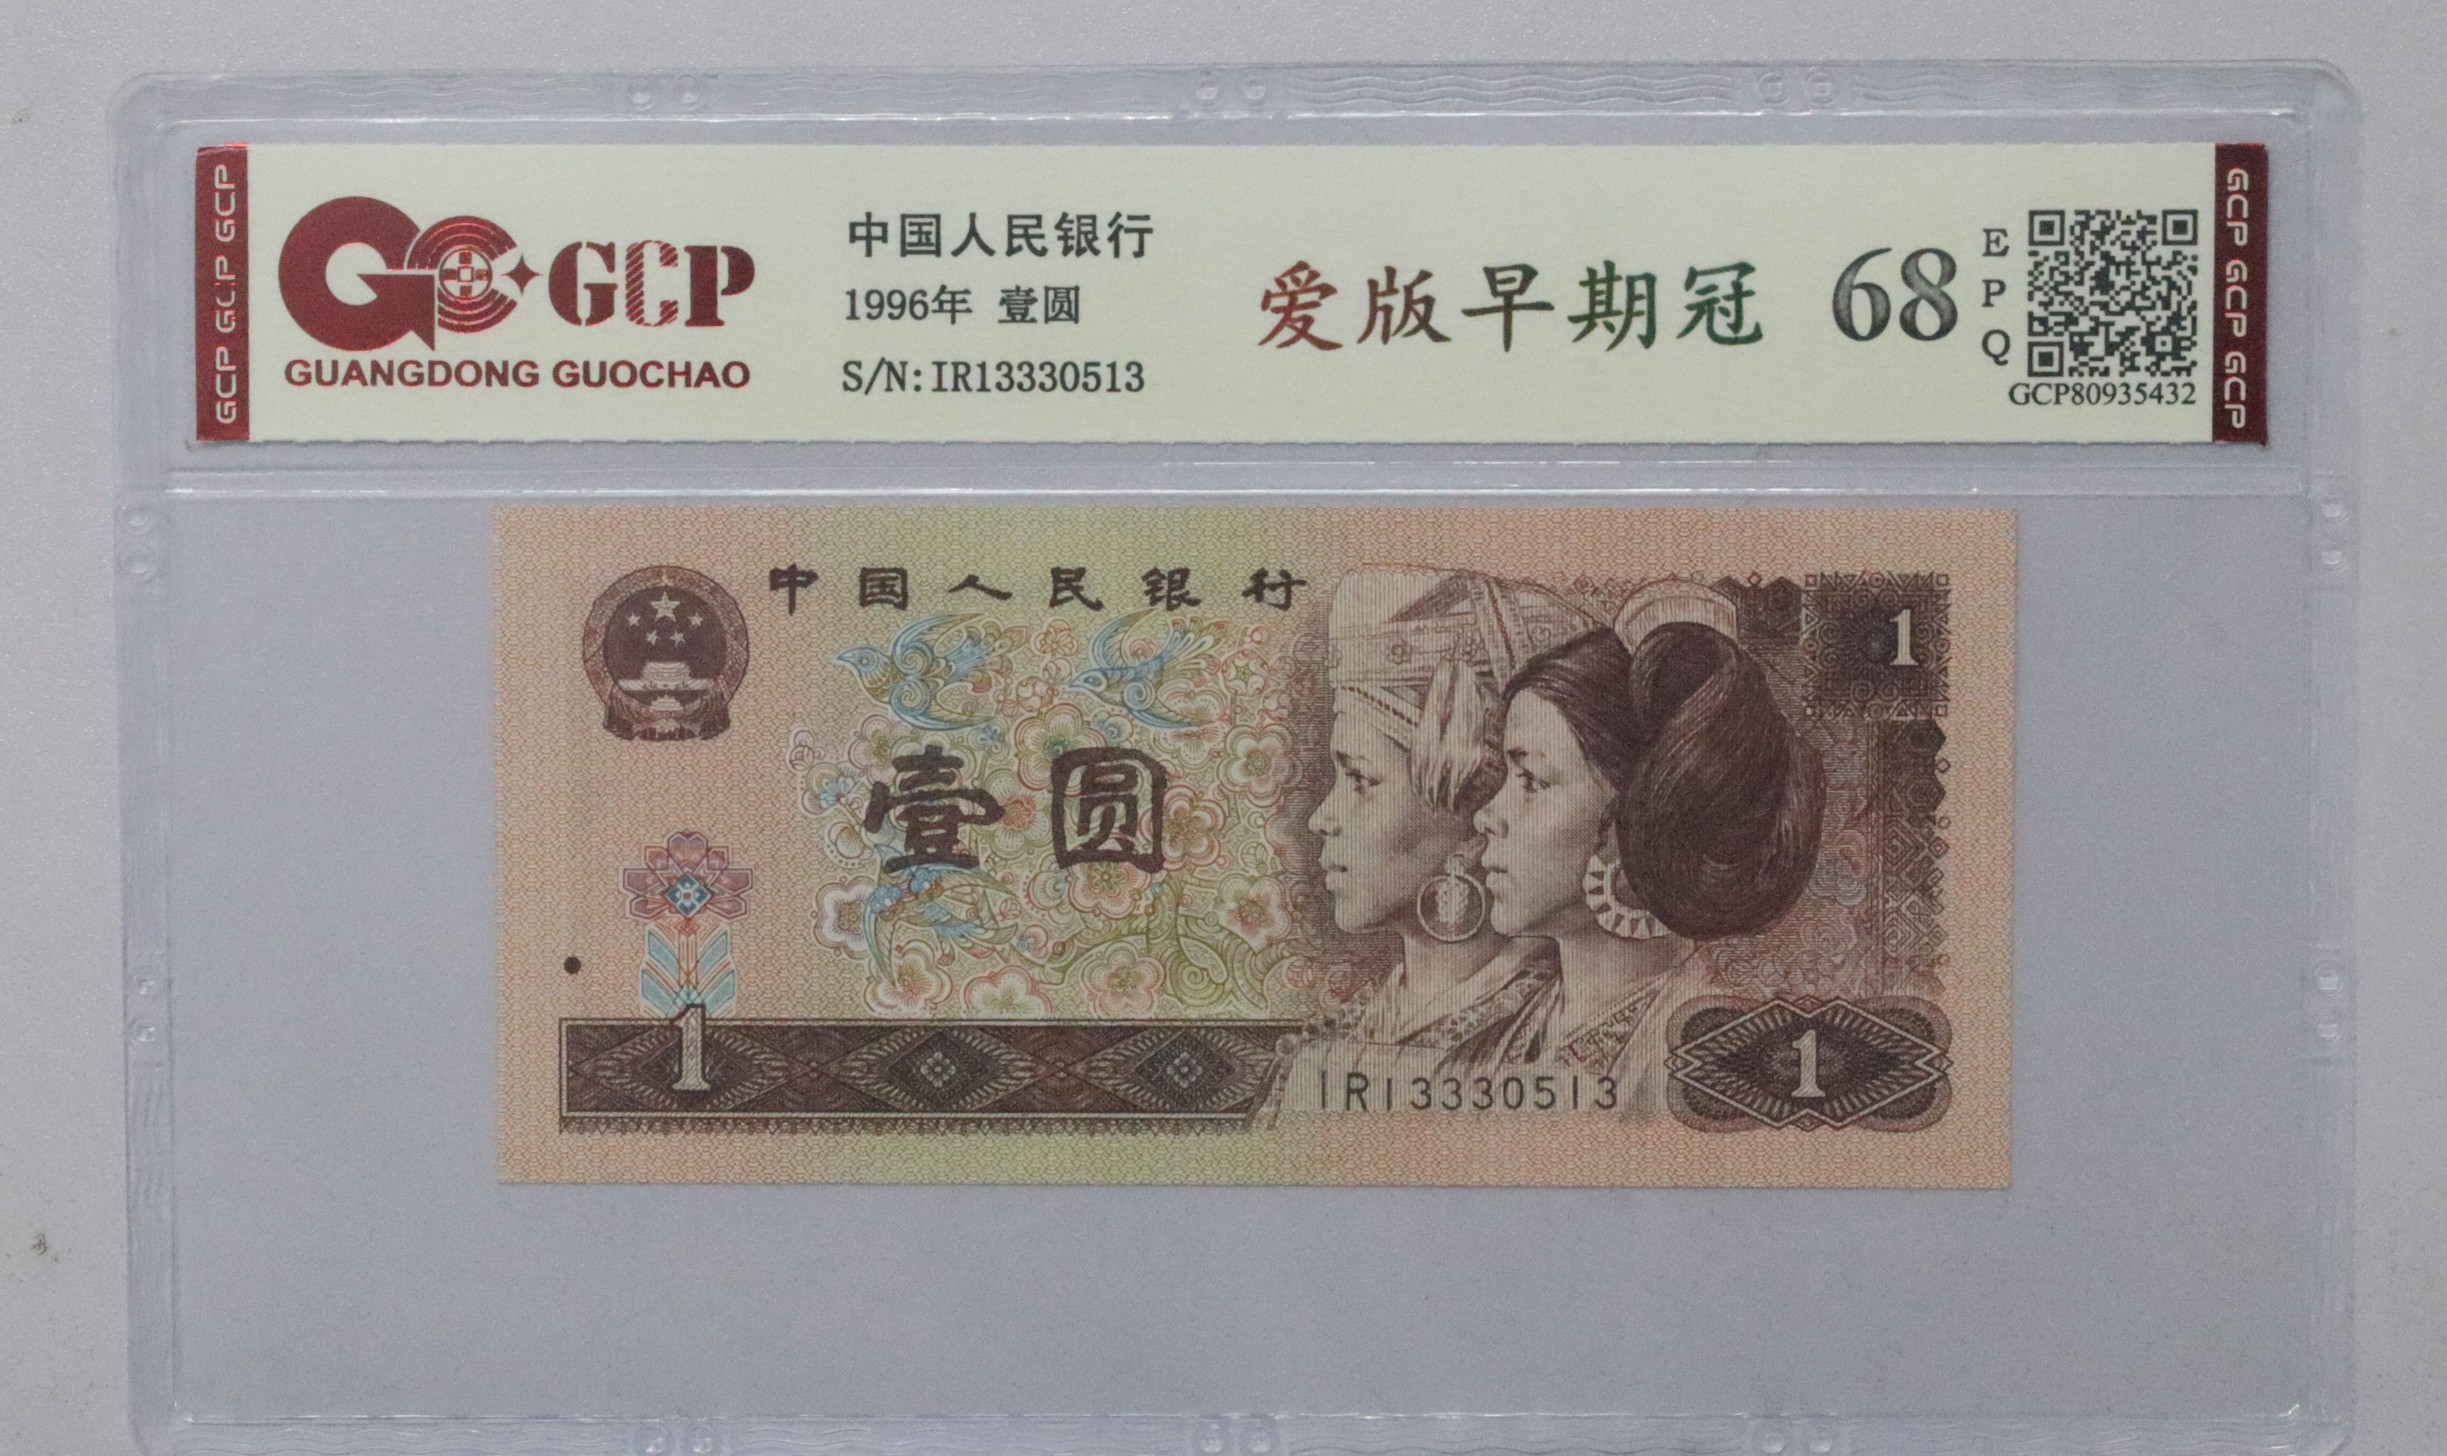 GCP GCP GCP
GCP
GUANGDONG GUOCHAO
中国人民银行
1996年 壹圆
S/N:IR13330513
爱版早期冠
68
EPQ
GCP80935432
GCP GCP GCP
中国人民银行
1
壹圆
1
IR13330513
1